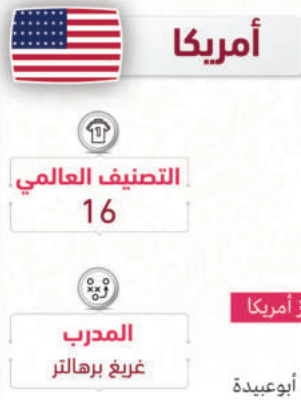 أمريكا
التصنيف العالمي
16
المدرب
غريغ برهالتر
أمريكا
أبوعبيدة